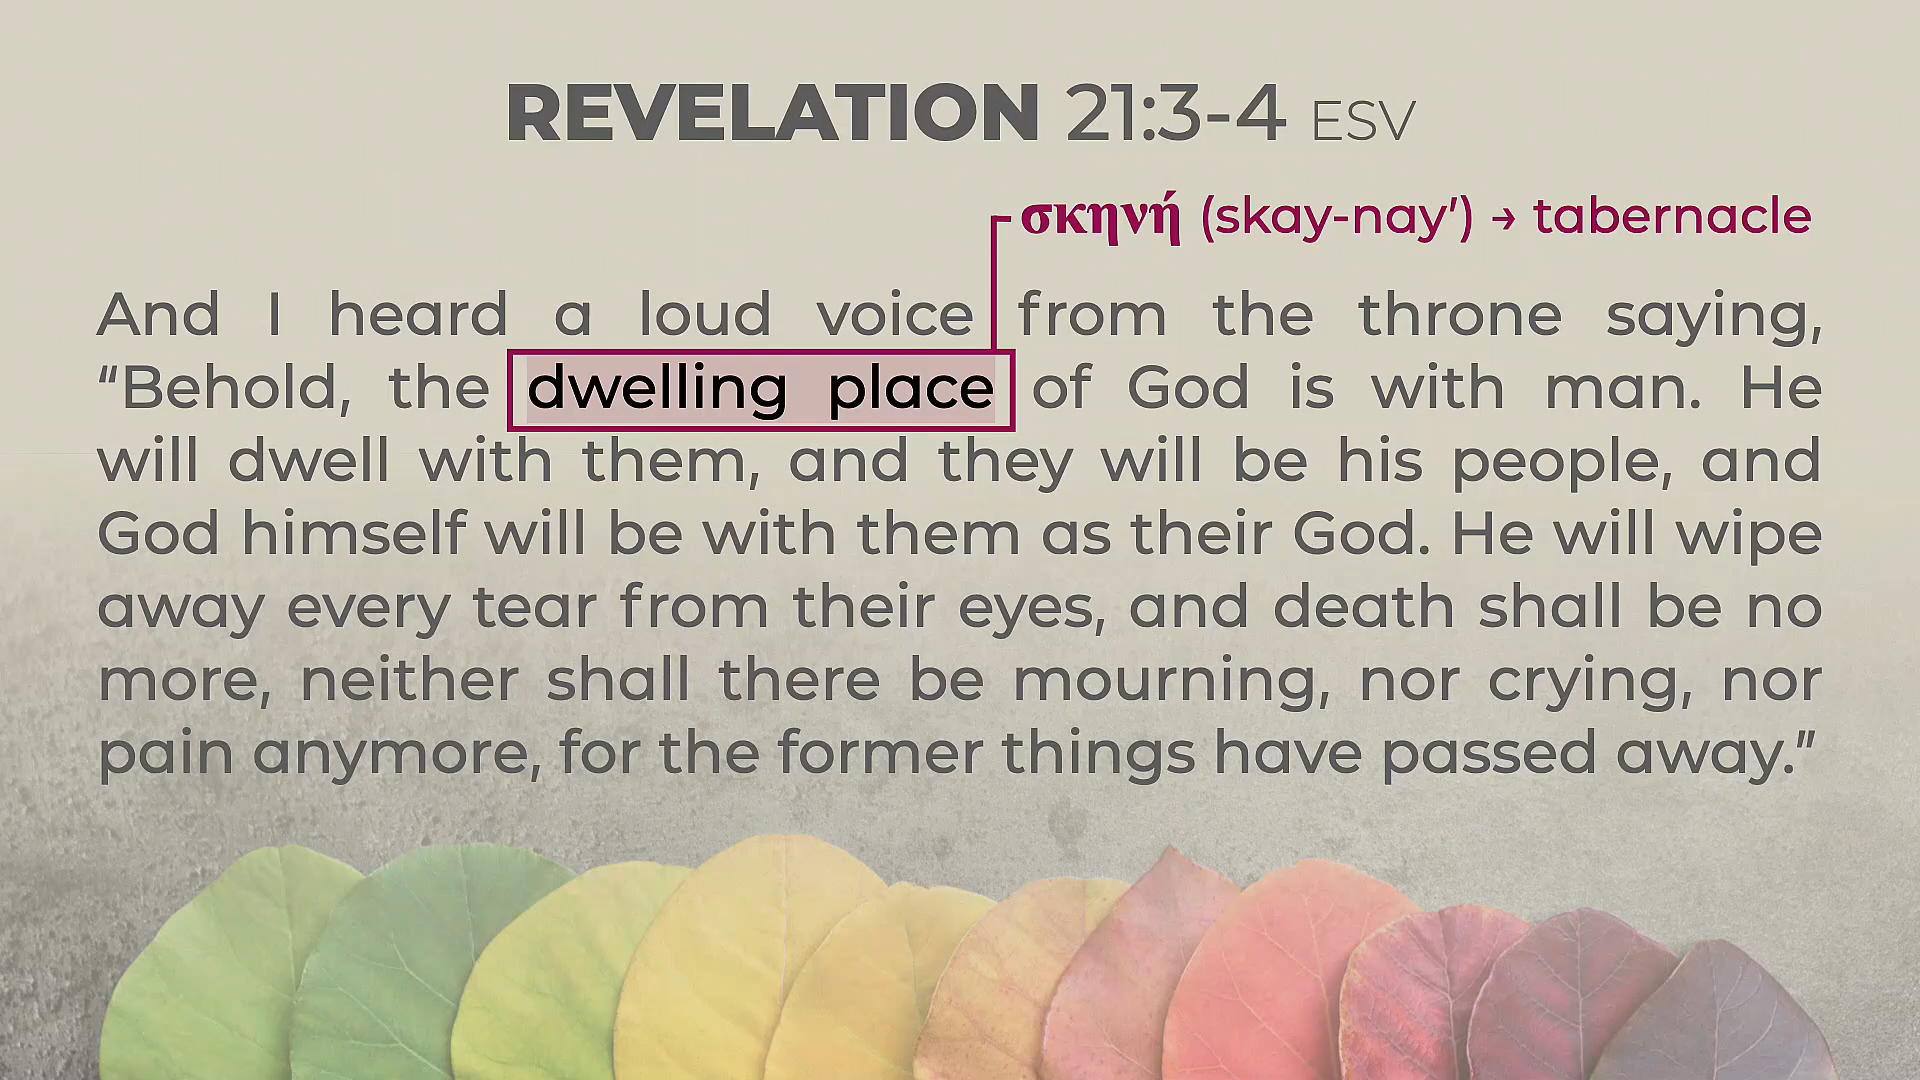 REVELATION 21:3-4 ESV
σκηνή (skay-nay’) → tabernacle
And I heard a loud voice from the throne saying,
“Behold, the dwelling place of God is with man. He
will dwell with them, and they will be his people, and
God himself will be with them as their God. He will wipe
away every tear from their eyes, and death shall be no
more, neither shall there be mourning, nor crying, nor
pain anymore, for the former things have passed away.”